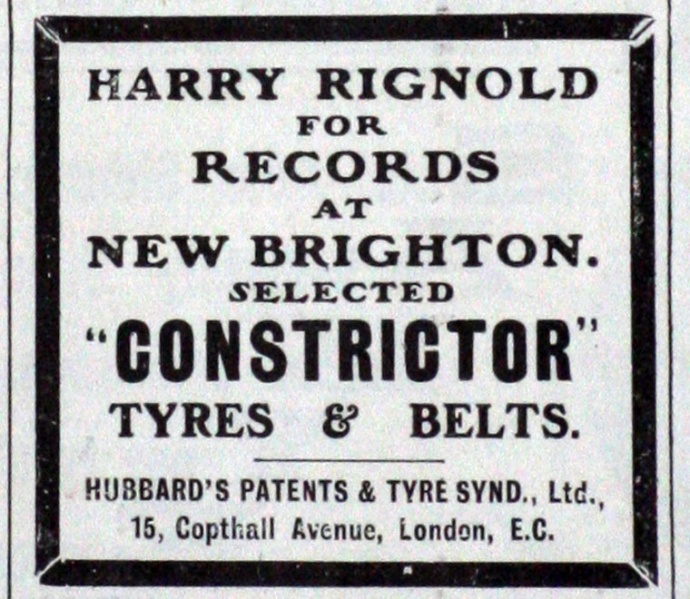 HARRY RIGNOLD
FOR
RECORDS
AT
NEW BRIGHTON.
SELECTED
"CONSTRICTOR"
TYRES & BELTS.
HUBBARD'S PATENTS & TYRE SYND., Ltd.,
15, Copthall Avenue, London, E.C.